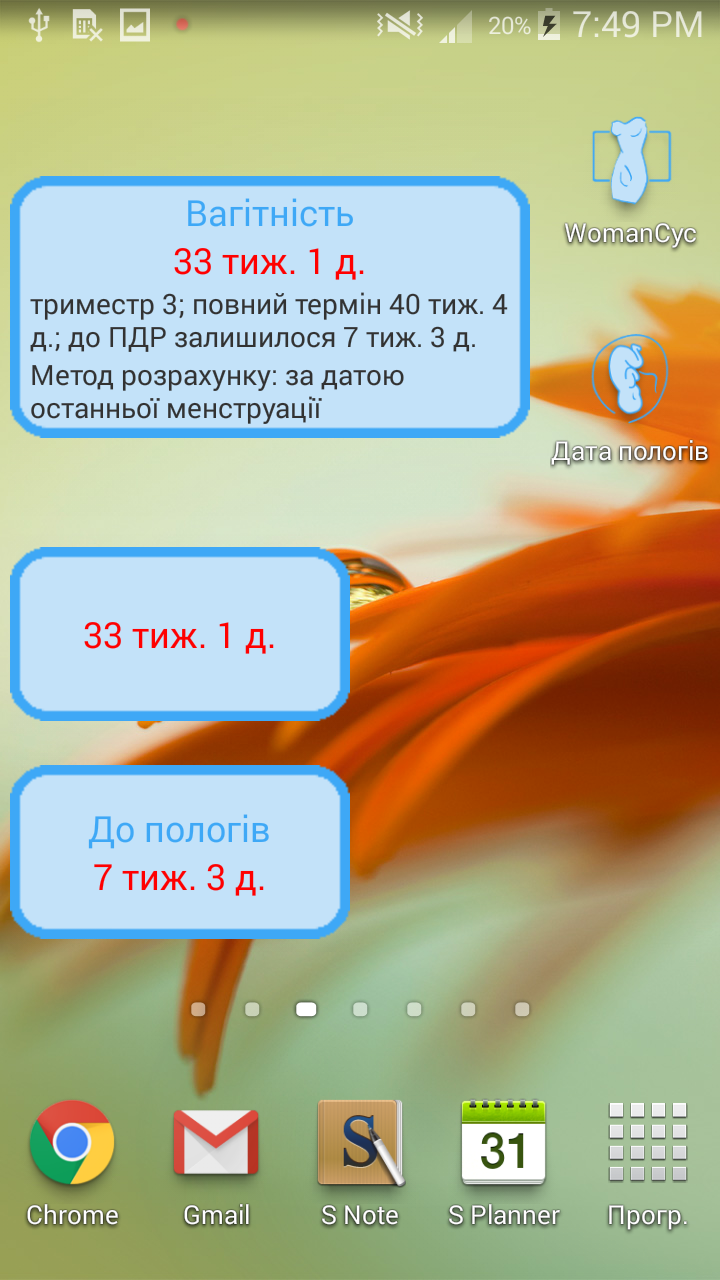 20% 7:49 PM
WomanCyc
Вагітність
33 тиж. 1 д.
триместр 3; повний термін 40 тиж. 4
д.; до ПДР залишилося 7 тиж. 3 д.
Метод розрахунку: за датою
останньої менструації
Дата пологів
33 тиж. 1 д.
До пологів
7 тиж. 3 д.
S
31
Chrome
Gmail
S Note
S Planner
Прогр.